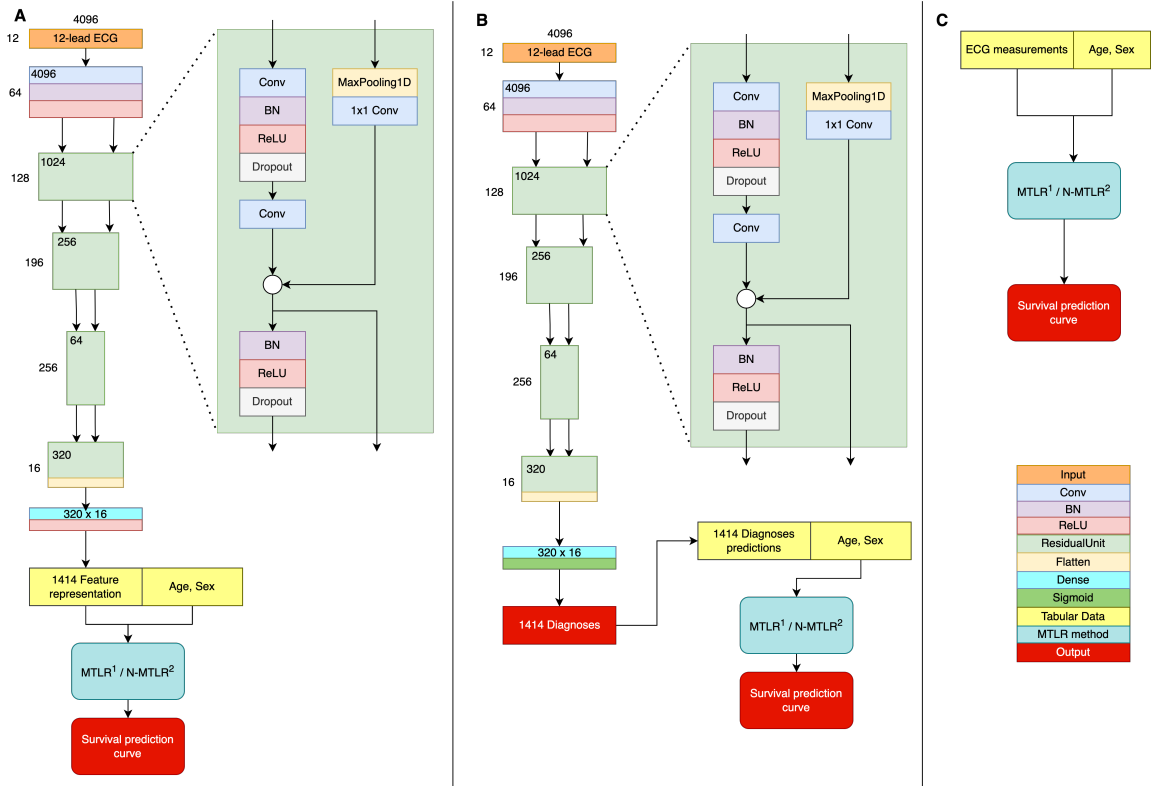 A
4096
12
12-lead ECG
4096
64
1024
128
256
196
64
256
320
16
320 x 16
1414 Feature
representation
Age, Sex
MTLR¹ / N-MTLR²
Survival prediction
curve
Conv
BN
ReLU
Dropout
Conv
MaxPooling1D
1x1 Conv
BN
ReLU
Dropout
B
4096
12
12-lead ECG
4096
64
1024
128
256
196
64
256
320
16
320 x 16
1414 Diagnoses
Conv
BN
ReLU
Dropout
Conv
MaxPooling1D
1x1 Conv
BN
ReLU
Dropout
1414 Diagnoses
predictions
Age, Sex
MTLR¹ / N-MTLR²
Survival prediction
curve
C
ECG measurements
Age, Sex
MTLR¹ / N-MTLR²
Survival prediction
curve
Input
Conv
BN
ReLU
ResidualUnit
Flatten
Dense
Sigmoid
Tabular Data
MTLR method
Output